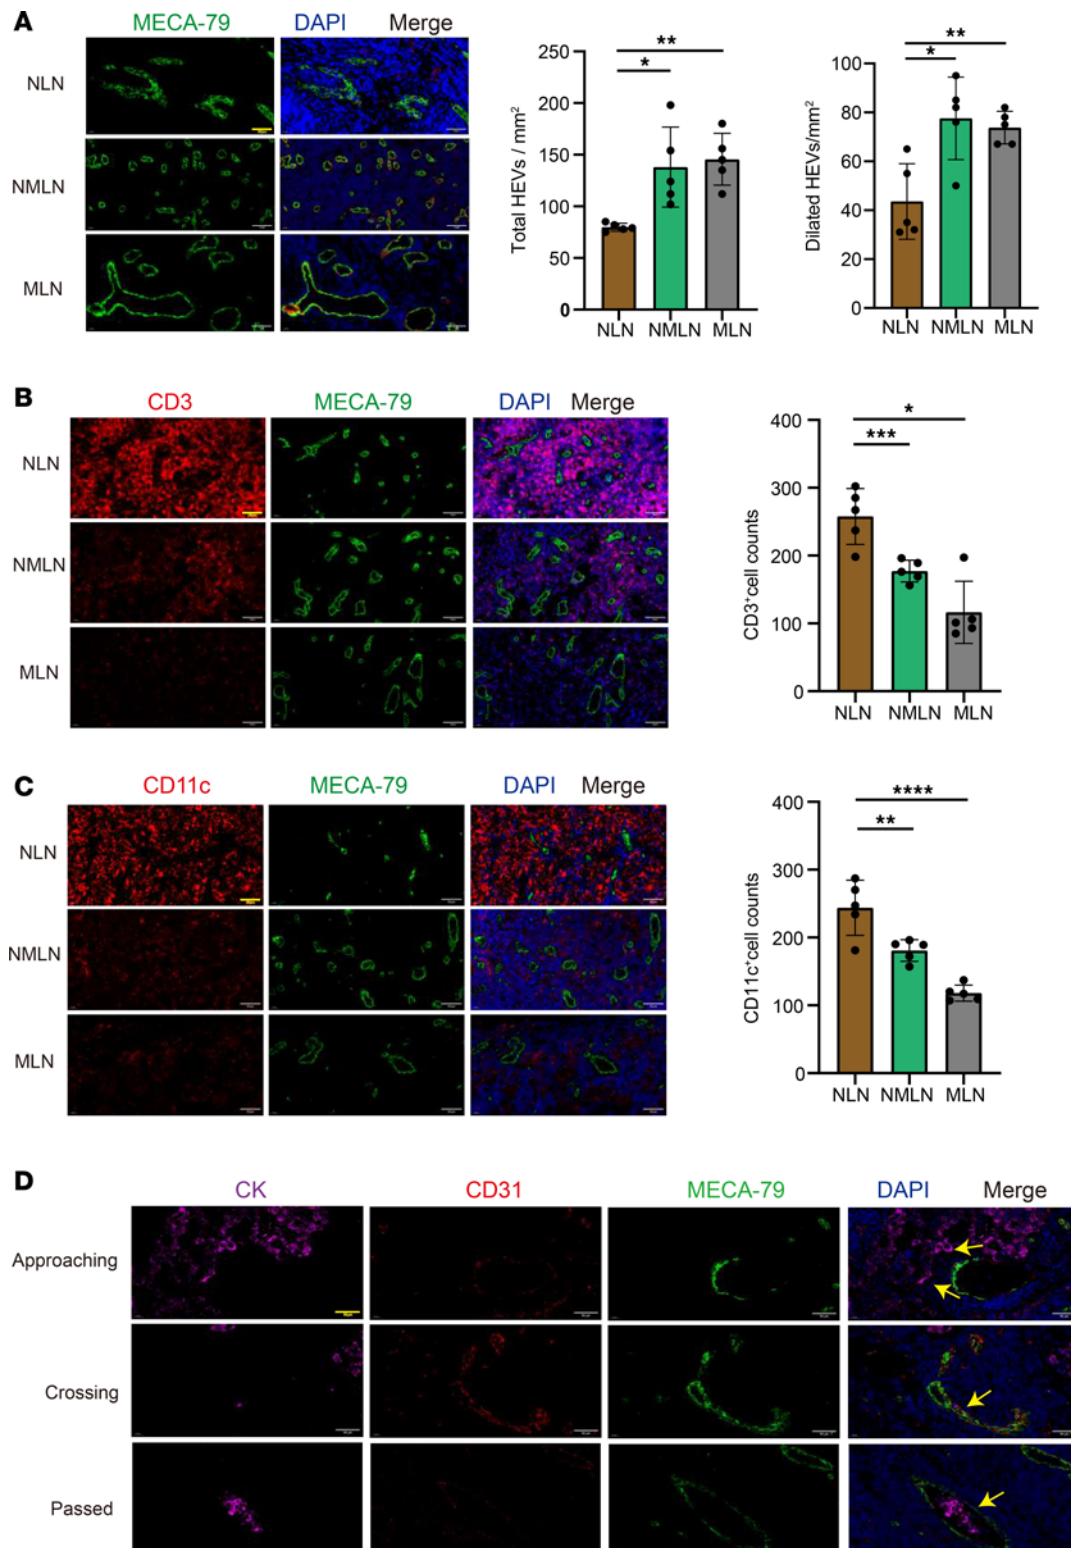 A
MECA-79 DAPI Merge
NLN
NMLN
MLN
Total HEVs / mm²
250
200
150
100
50
0
* **
NLN NMLN MLN
Dilated HEVs/mm²
100
80
60
40
20
0
* **
NLN NMLN MLN
B
CD3 MECA-79 DAPI Merge
NLN
NMLN
MLN
CD3⁺cell counts
400
300
200
100
0
*
***
NLN NMLN MLN
C
CD11c MECA-79 DAPI Merge
NLN
NMLN
MLN
CD11c⁺cell counts
400
300
200
100
0
****
**
NLN NMLN MLN
D
CK CD31 MECA-79 DAPI Merge
Approaching
Crossing
Passed